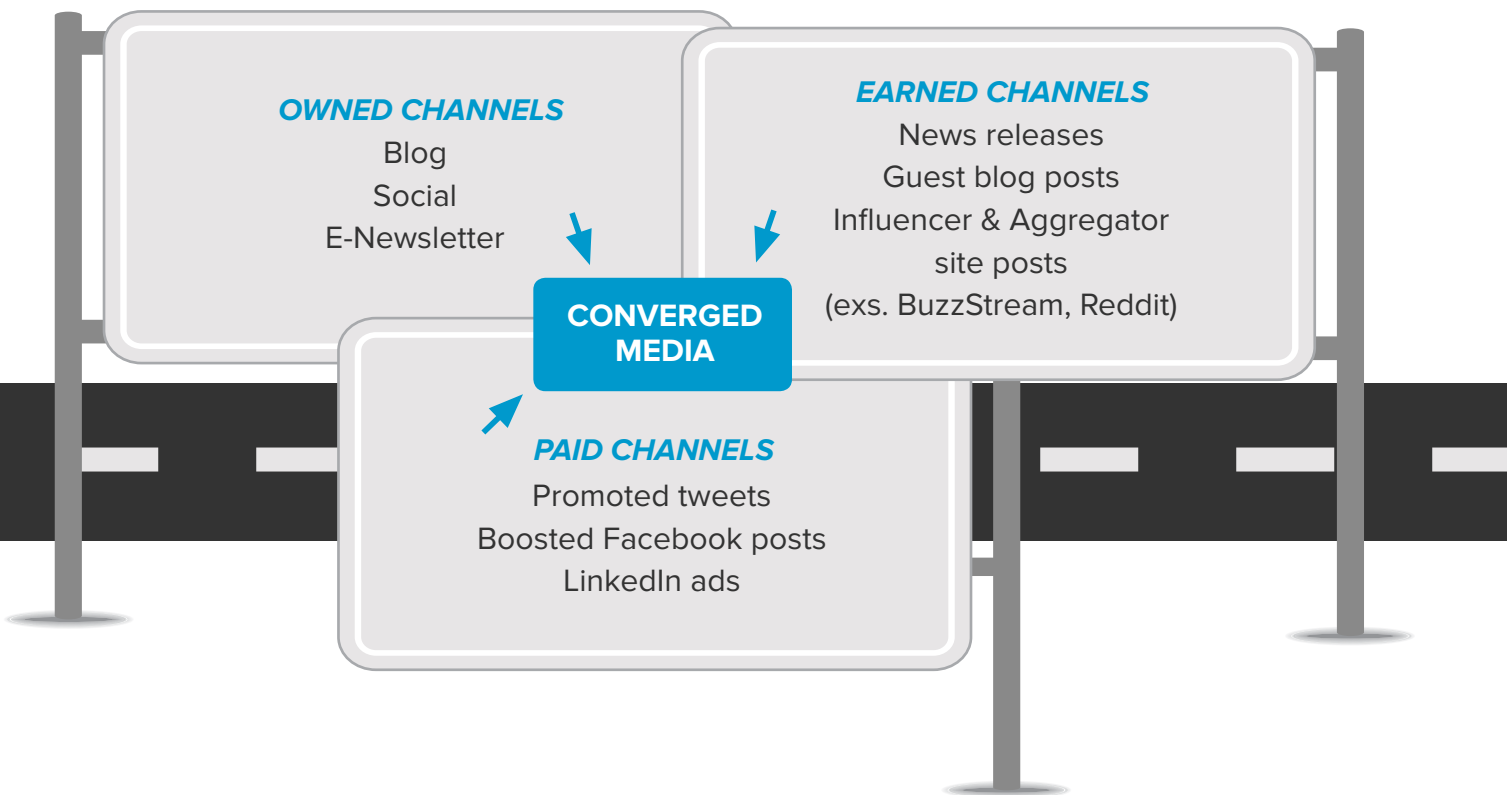 OWNED CHANNELS
Blog
Social
E-Newsletter
EARNED CHANNELS
News releases
Guest blog posts
Influencer & Aggregator
site posts
(exs. BuzzStream, Reddit)
CONVERGED
MEDIA
PAID CHANNELS
Promoted tweets
Boosted Facebook posts
LinkedIn ads